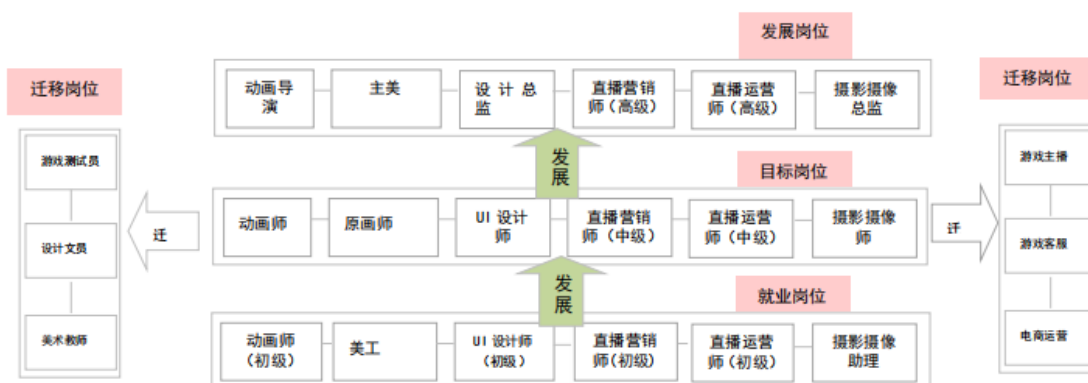 发展岗位
迁移岗位
迁移岗位
动画导
演
主美
设计总
监
直播营销
师（高级）
直播运营
师（高级）
摄影摄像
总监
发
展
目标岗位
游戏测试员
设计文员
美术教师
迁
动画师
原画师
UI 设计
师
直播营销
师（中级）
直播运营
师（中级）
摄影摄像
师
迁
游戏主播
游戏客服
电商运营
发
展
就业岗位
动画师
（初级）
美工
UI 设计师
（初级）
直播营销
师(初级)
直播运营
师（初级）
摄影摄像
助理